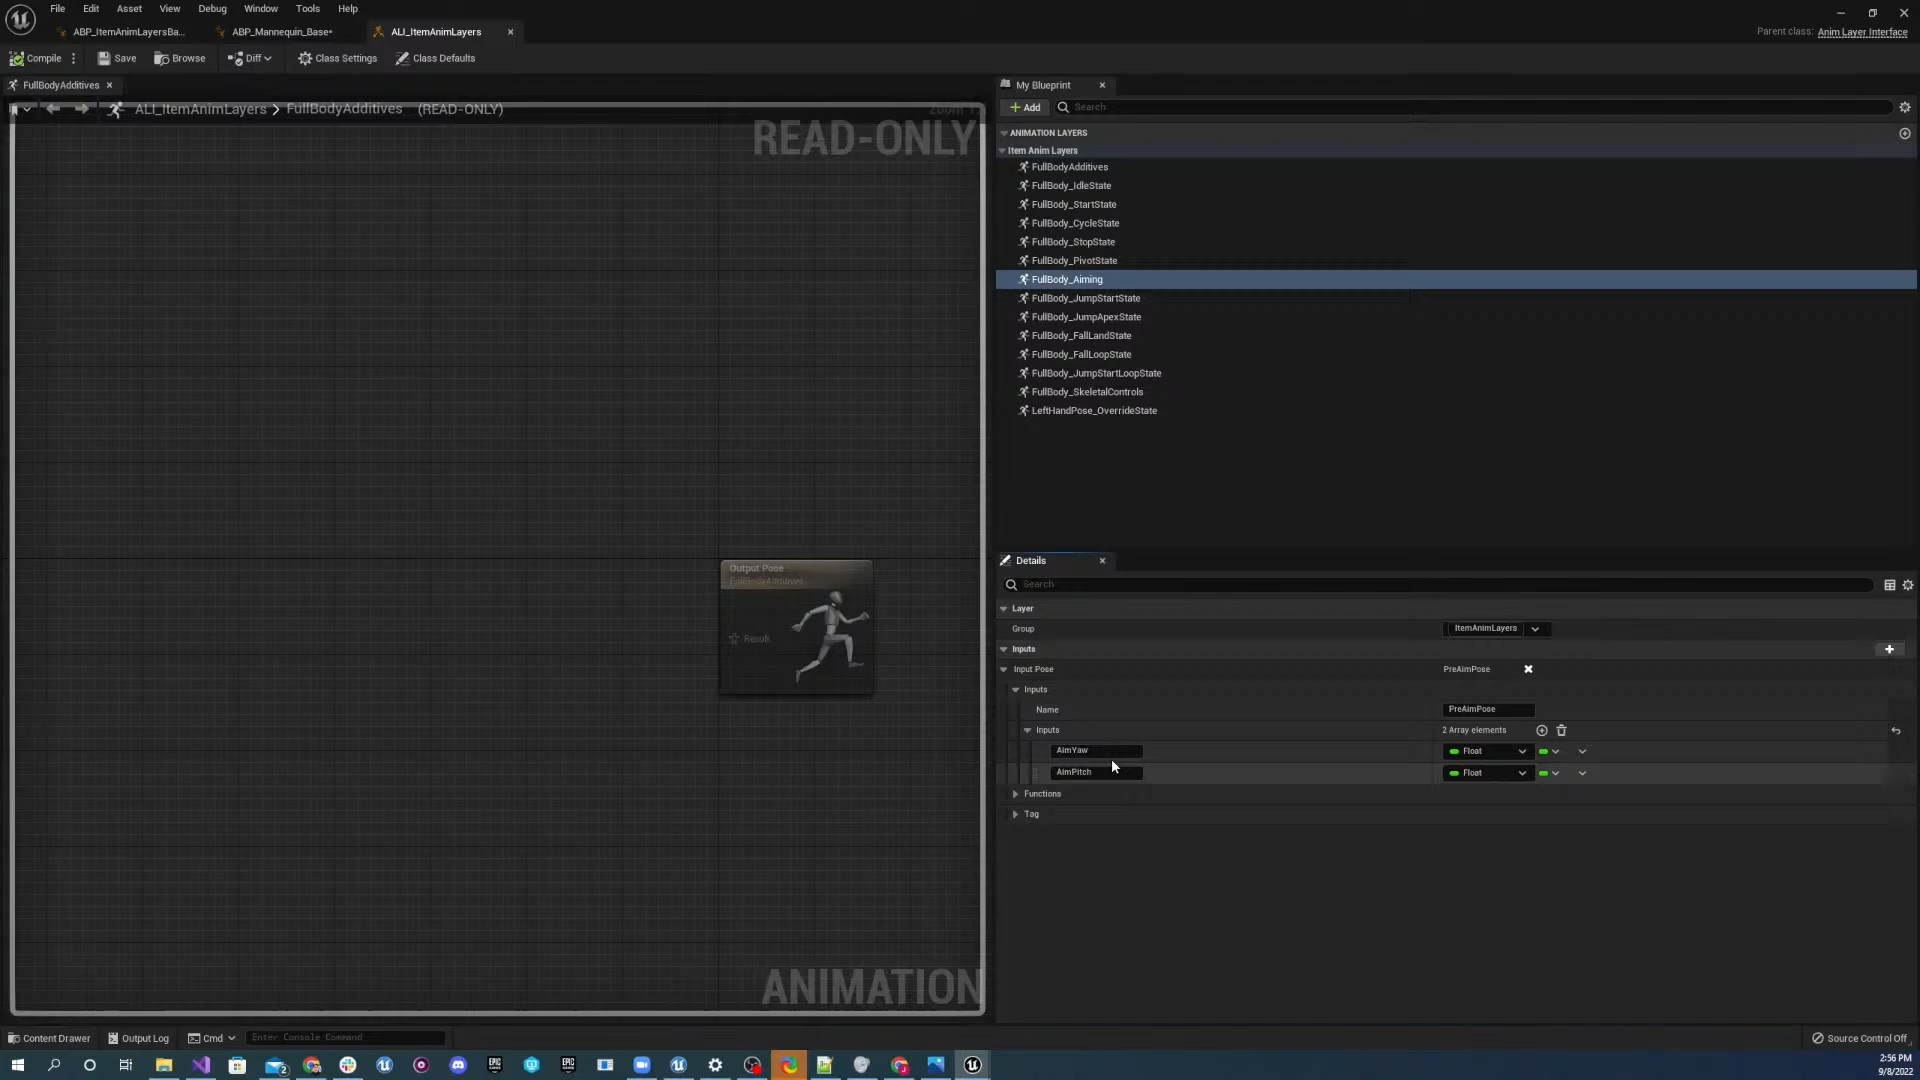 File Edit Asset View Debug Window Tools Help
ABP_ItemAnimLayersBa...
ABP_Mannequin_Base*
ALI_ItemAnimLayers
Parent class: Anim Layer Interface
Compile
Save
Browse
Diff
Class Settings
Class Defaults
FullBodyAdditives
ALI_ItemAnimLayers > FullBodyAdditives (READ-ONLY)
READ-ONLY
Output Pose
FullBodyAdditives
Result
ANIMATION
My Blueprint
+ Add
Search
ANIMATION LAYERS
Item Anim Layers
FullBodyAdditives
FullBody_IdleState
FullBody_StartState
FullBody_CycleState
FullBody_StopState
FullBody_PivotState
FullBody_Aiming
FullBody_JumpStartState
FullBody_JumpApexState
FullBody_FallLandState
FullBody_FallLoopState
FullBody_JumpStartLoopState
FullBody_SkeletalControls
LeftHandPose_OverrideState
Details
Search
Layer
Group ItemAnimLayers
Inputs
Input Pose PreAimPose
Inputs
Name PreAimPose
Inputs 2 Array elements
AimYaw Float
AimPitch Float
Functions
Tag
Content Drawer
Output Log
Cmd
Enter Console Command
Source Control Off
2:56 PM
9/8/2022